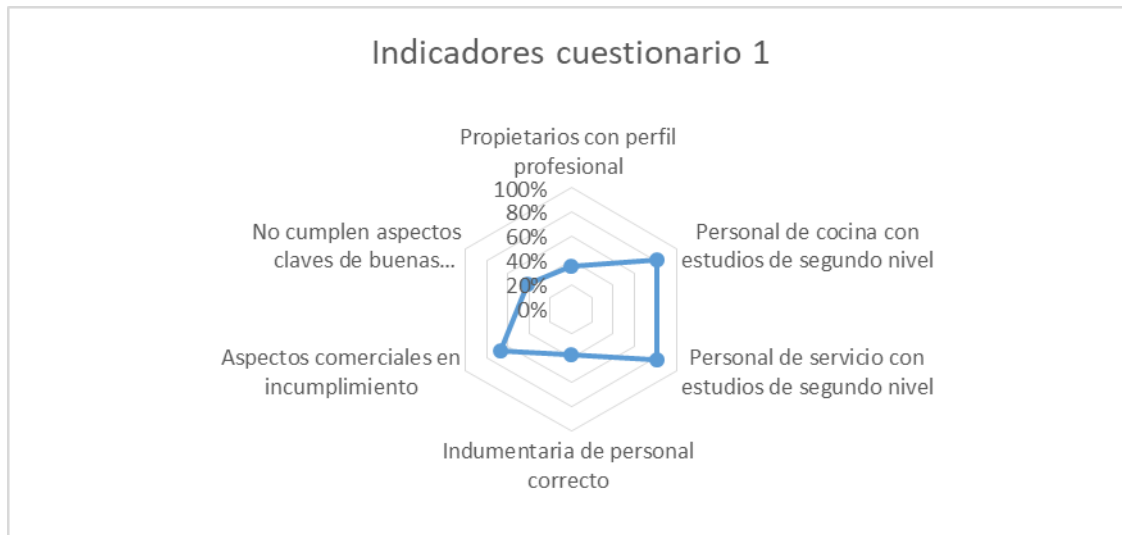 Indicadores cuestionario 1
Propietarios con perfil
profesional
100%
80%
60%
40%
20%
0%
Personal de cocina con
estudios de segundo nivel
Personal de servicio con
estudios de segundo nivel
Indumentaria de personal
correcto
Aspectos comerciales en
incumplimiento
No cumplen aspectos
claves de buenas...